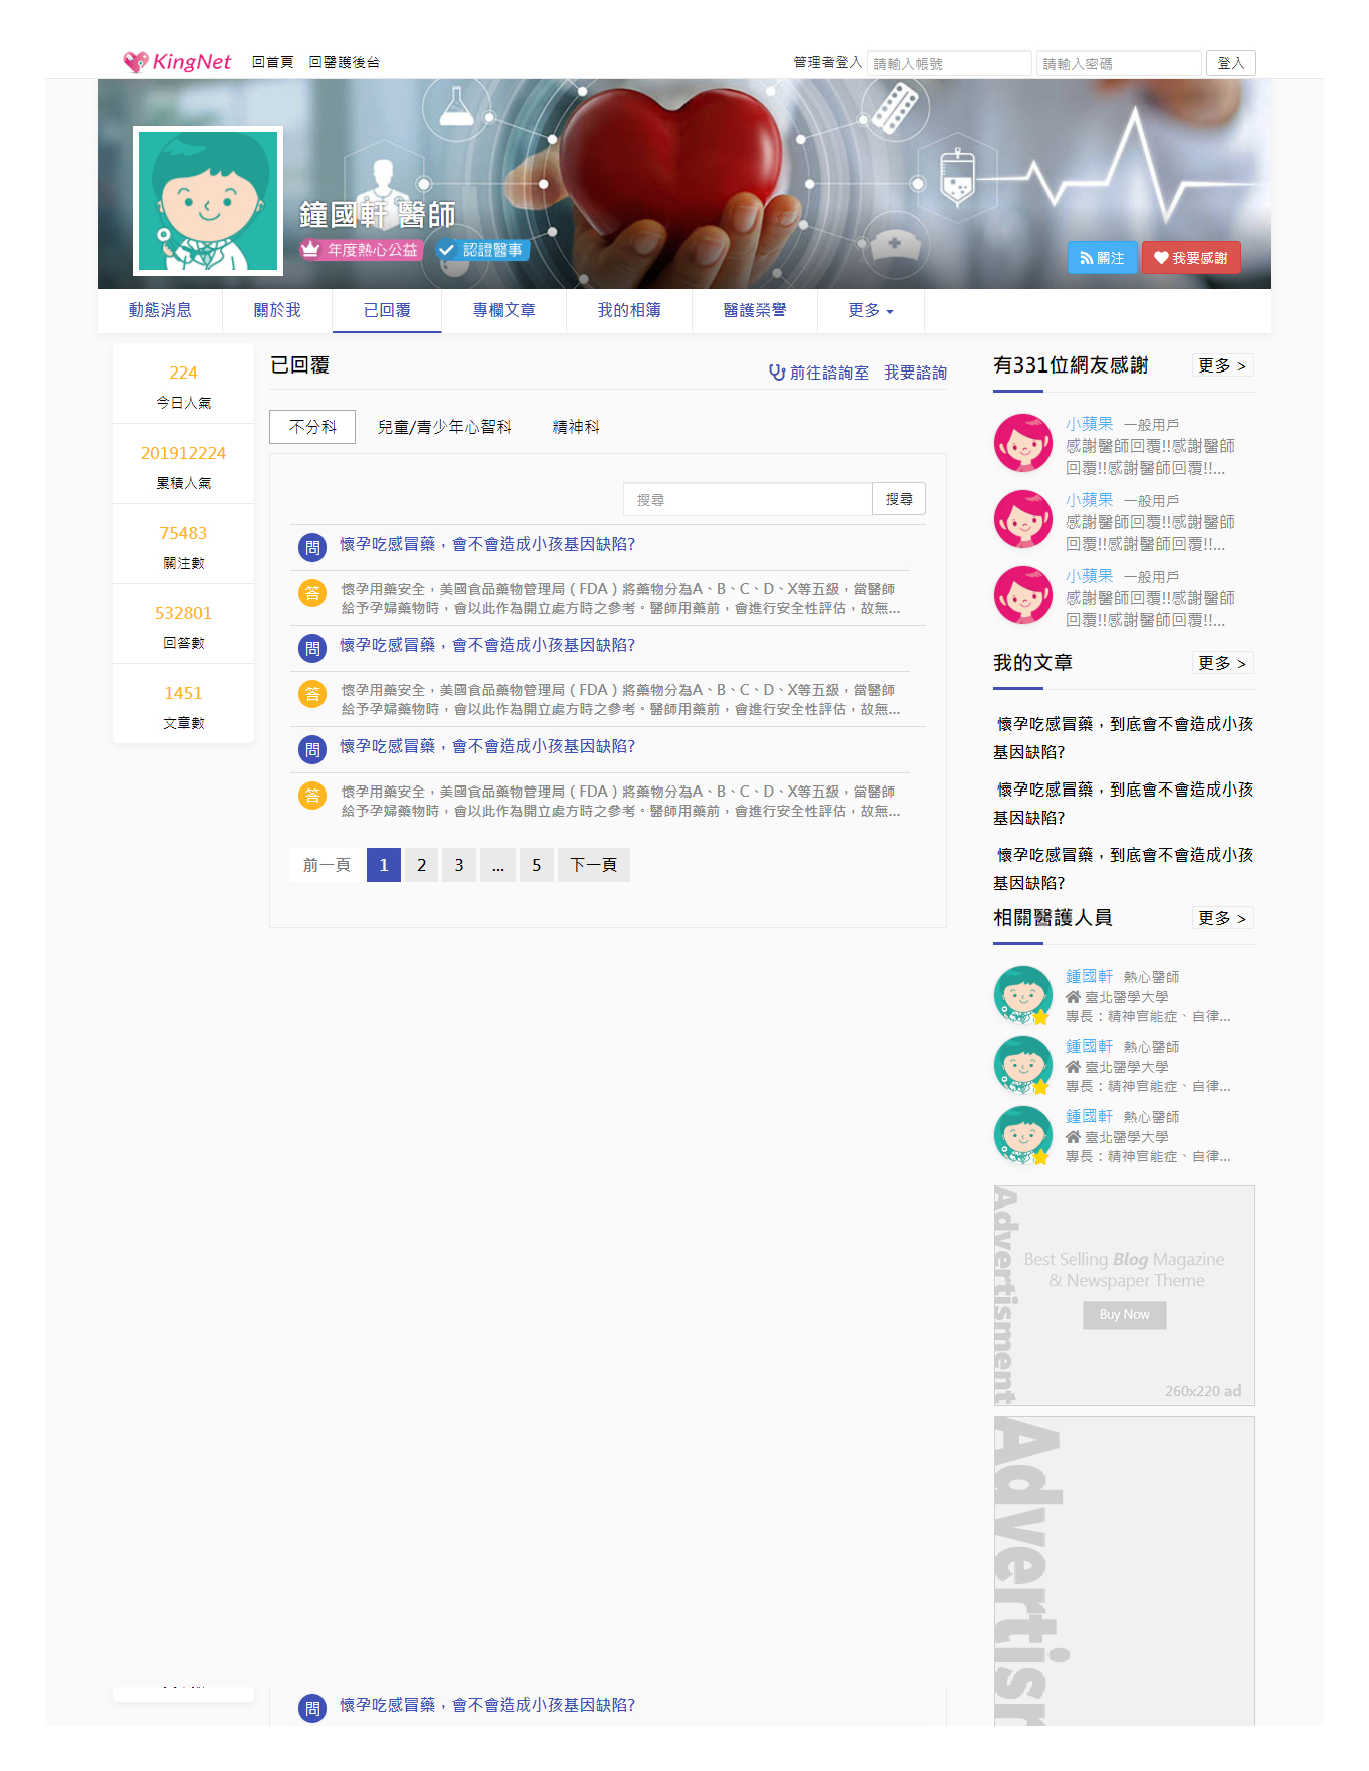 KingNet 回首頁 回醫護後台 管理者登入 請輸入帳號 請輸入密碼 登入
鐘國軒 醫師
年度熱心公益 認證醫事
關注 我要感謝
動態消息 關於我 已回覆 專欄文章 我的相簿 醫護榮譽 更多
224
今日人氣
201912224
累積人氣
75483
關注數
532801
回答數
1451
文章數
已回覆 前往諮詢室 我要諮詢
不分科 兒童/青少年心智科 精神科
搜尋 搜尋
問 懷孕吃感冒藥，會不會造成小孩基因缺陷?
答 懷孕用藥安全，美國食品藥物管理局（FDA）將藥物分為A、B、C、D、X等五級，當醫師
給予孕婦藥物時，會以此作為開立處方時之參考。醫師用藥前，會進行安全性評估，故無...
問 懷孕吃感冒藥，會不會造成小孩基因缺陷?
答 懷孕用藥安全，美國食品藥物管理局（FDA）將藥物分為A、B、C、D、X等五級，當醫師
給予孕婦藥物時，會以此作為開立處方時之參考。醫師用藥前，會進行安全性評估，故無...
問 懷孕吃感冒藥，會不會造成小孩基因缺陷?
答 懷孕用藥安全，美國食品藥物管理局（FDA）將藥物分為A、B、C、D、X等五級，當醫師
給予孕婦藥物時，會以此作為開立處方時之參考。醫師用藥前，會進行安全性評估，故無...
前一頁 1 2 3 ... 5 下一頁
有331位網友感謝 更多 >
小蘋果 一般用戶
感謝醫師回覆!!感謝醫師
回覆!!感謝醫師回覆!!...
小蘋果 一般用戶
感謝醫師回覆!!感謝醫師
回覆!!感謝醫師回覆!!...
小蘋果 一般用戶
感謝醫師回覆!!感謝醫師
回覆!!感謝醫師回覆!!...
我的文章 更多 >
懷孕吃感冒藥，到底會不會造成小孩
基因缺陷?
懷孕吃感冒藥，到底會不會造成小孩
基因缺陷?
懷孕吃感冒藥，到底會不會造成小孩
基因缺陷?
相關醫護人員 更多 >
鍾國軒 熱心醫師
臺北醫學大學
專長：精神官能症、自律...
鍾國軒 熱心醫師
臺北醫學大學
專長：精神官能症、自律...
鍾國軒 熱心醫師
臺北醫學大學
專長：精神官能症、自律...
Advertisment
Best Selling Blog Magazine
& Newspaper Theme
Buy Now
260x220 ad
Advertisr
問 懷孕吃感冒藥，會不會造成小孩基因缺陷?